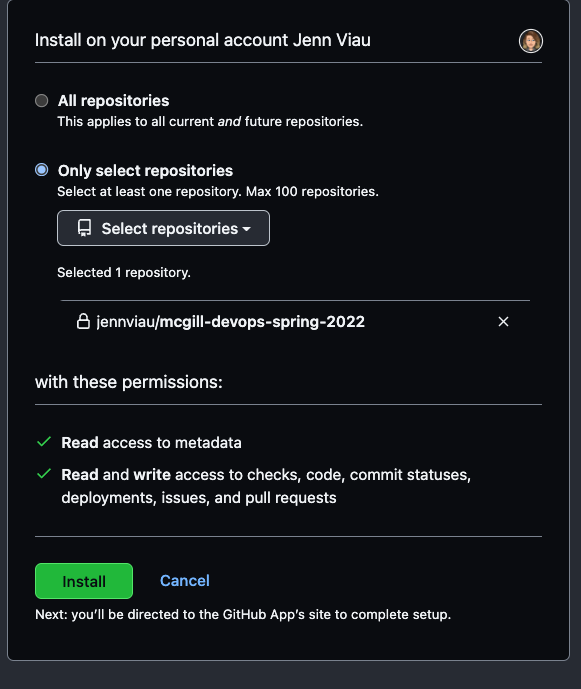 Install on your personal account Jenn Viau
All repositories
This applies to all current and future repositories.
Only select repositories
Select at least one repository. Max 100 repositories.
Select repositories
Selected 1 repository.
jennviau/mcgill-devops-spring-2022
with these permissions:
Read access to metadata
Read and write access to checks, code, commit statuses,
deployments, issues, and pull requests
Install Cancel
Next: you'll be directed to the GitHub App's site to complete setup.